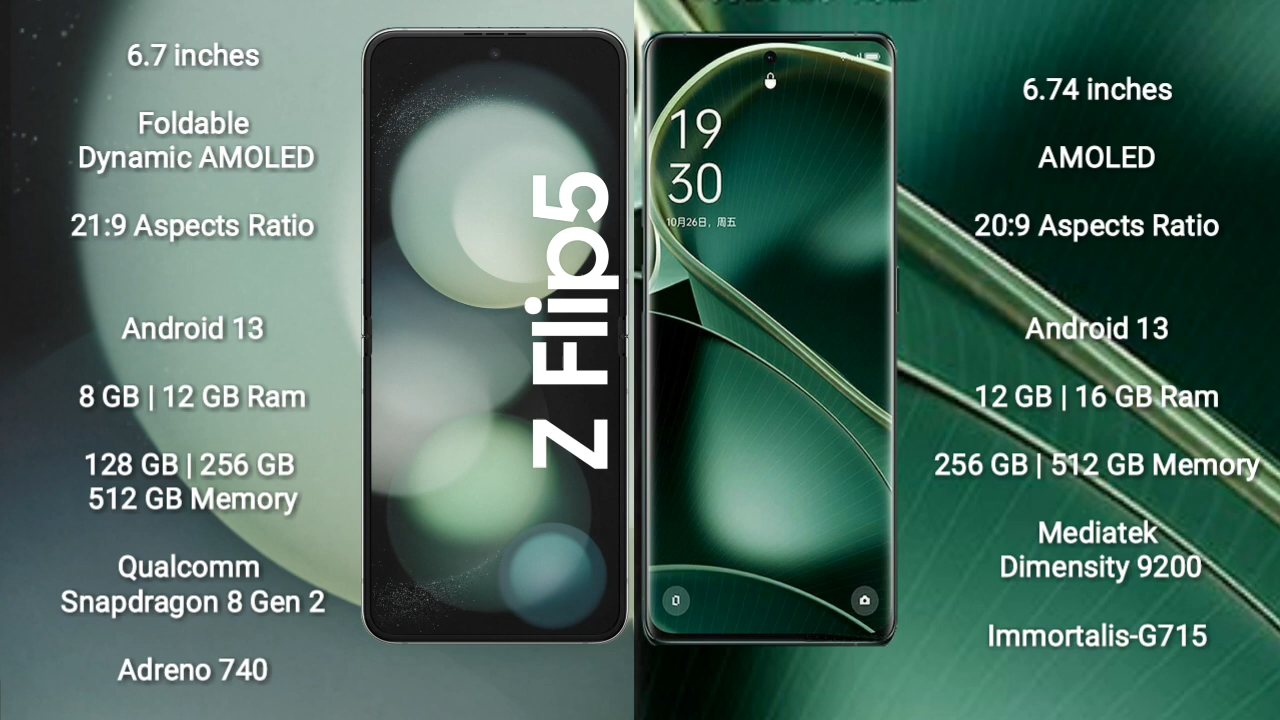 6.7 inches
Foldable
Dynamic AMOLED
21:9 Aspects Ratio
Android 13
8 GB | 12 GB Ram
128 GB | 256 GB
512 GB Memory
Qualcomm
Snapdragon 8 Gen 2
Adreno 740
Z Flip5
19
30
10月26日，周五
6.74 inches
AMOLED
20:9 Aspects Ratio
Android 13
12 GB | 16 GB Ram
256 GB | 512 GB Memory
Mediatek
Dimensity 9200
Immortalis-G715